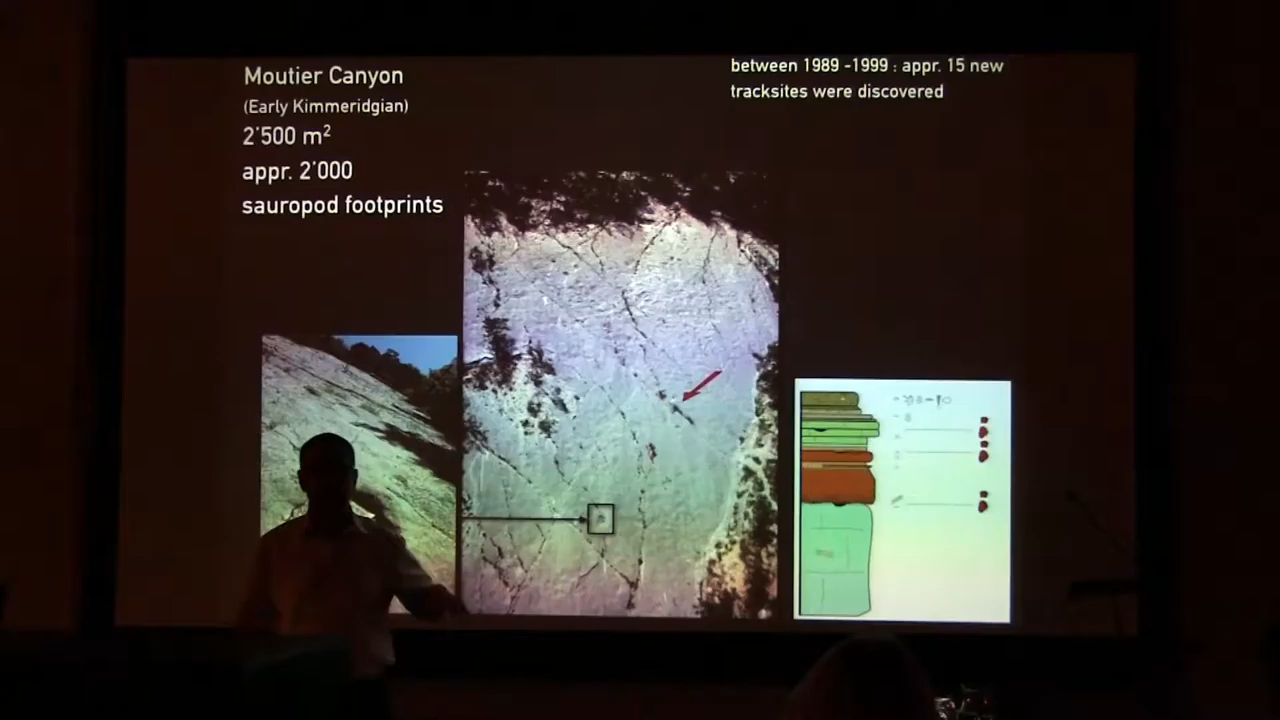 Moutier Canyon
(Early Kimmeridgian)
2'500 m²
appr. 2'000
sauropod footprints
between 1989 -1999 : appr. 15 new
tracksites were discovered